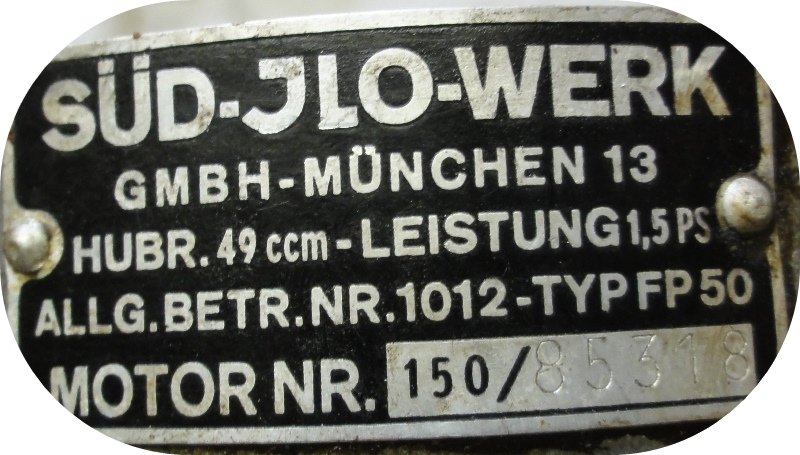 SÜD-JLO-WERK
GMBH-MÜNCHEN 13
HUBR. 49 ccm-LEISTUNG 1,5 PS
ALLG.BETR.NR.1012-TYP FP 50
MOTOR NR. 150/85318